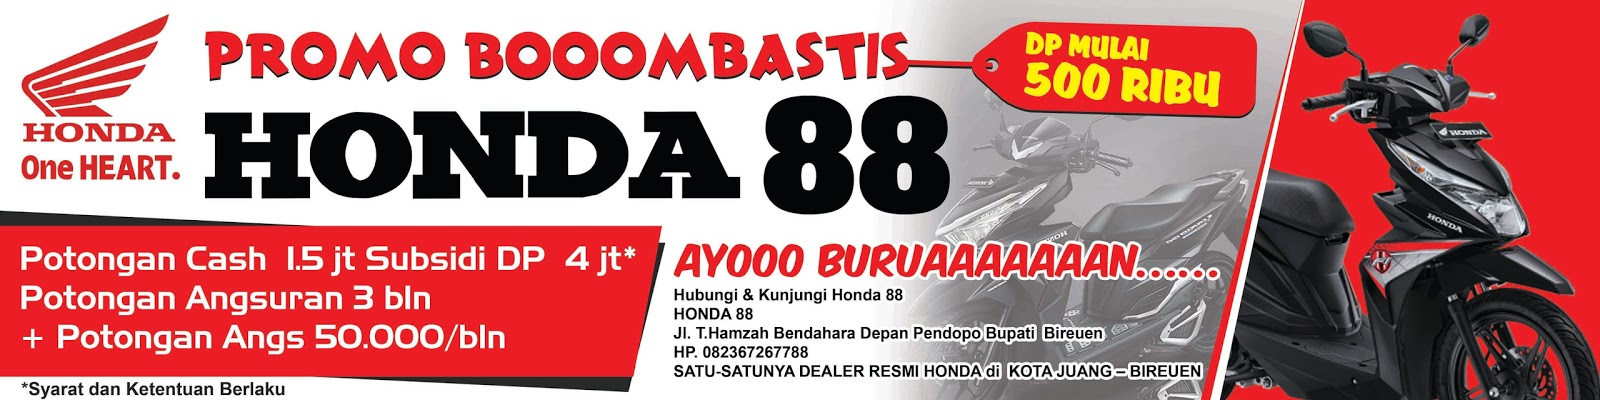 HONDA
One HEART.
PROMO BOOOMBASTIS
HONDA 88
DP MULAI
500 RIBU
Potongan Cash 1.5 jt Subsidi DP 4 jt*
Potongan Angsuran 3 bln
+ Potongan Angs 50.000/bln
*Syarat dan Ketentuan Berlaku
AYOOO BURUAAAAAAAAN......
Hubungi & Kunjungi Honda 88
HONDA 88
Jl. T.Hamzah Bendahara Depan Pendopo Bupati Bireuen
HP. 082367267788
SATU-SATUNYA DEALER RESMI HONDA di KOTA JUANG – BIREUEN
HONDA
HONDA